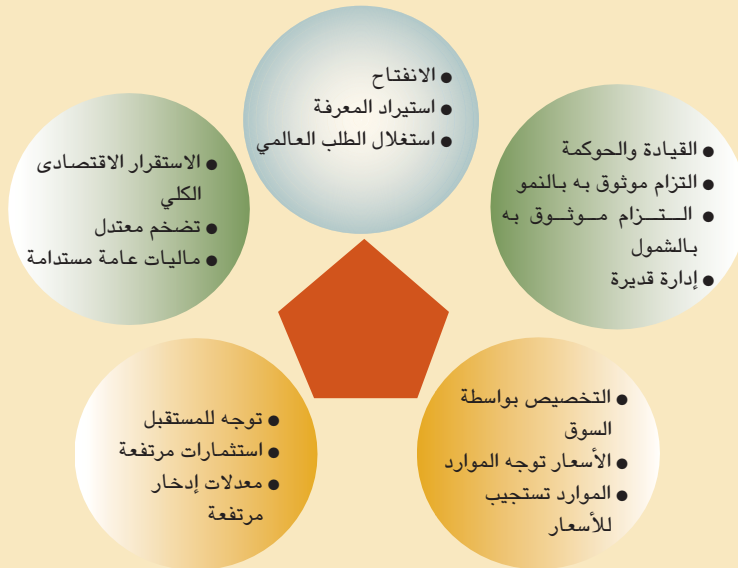 ● الانفتاح
● استيراد المعرفة
● استغلال الطلب العالمي
● القيادة والحوكمة
● التزام موثوق به بالنمو
● الـــتـــزام مــوثــوق به
بالشمول
● إدارة قديرة
● الاستقرار الاقتصادى
الكلي
● تضخم معتدل
● ماليات عامة مستدامة
● التخصيص بواسطة
السوق
● الأسعار توجه الموارد
● الموارد تستجيب
للأسعار
● توجه للمستقبل
● استثمارات مرتفعة
● معدلات إدخار
مرتفعة